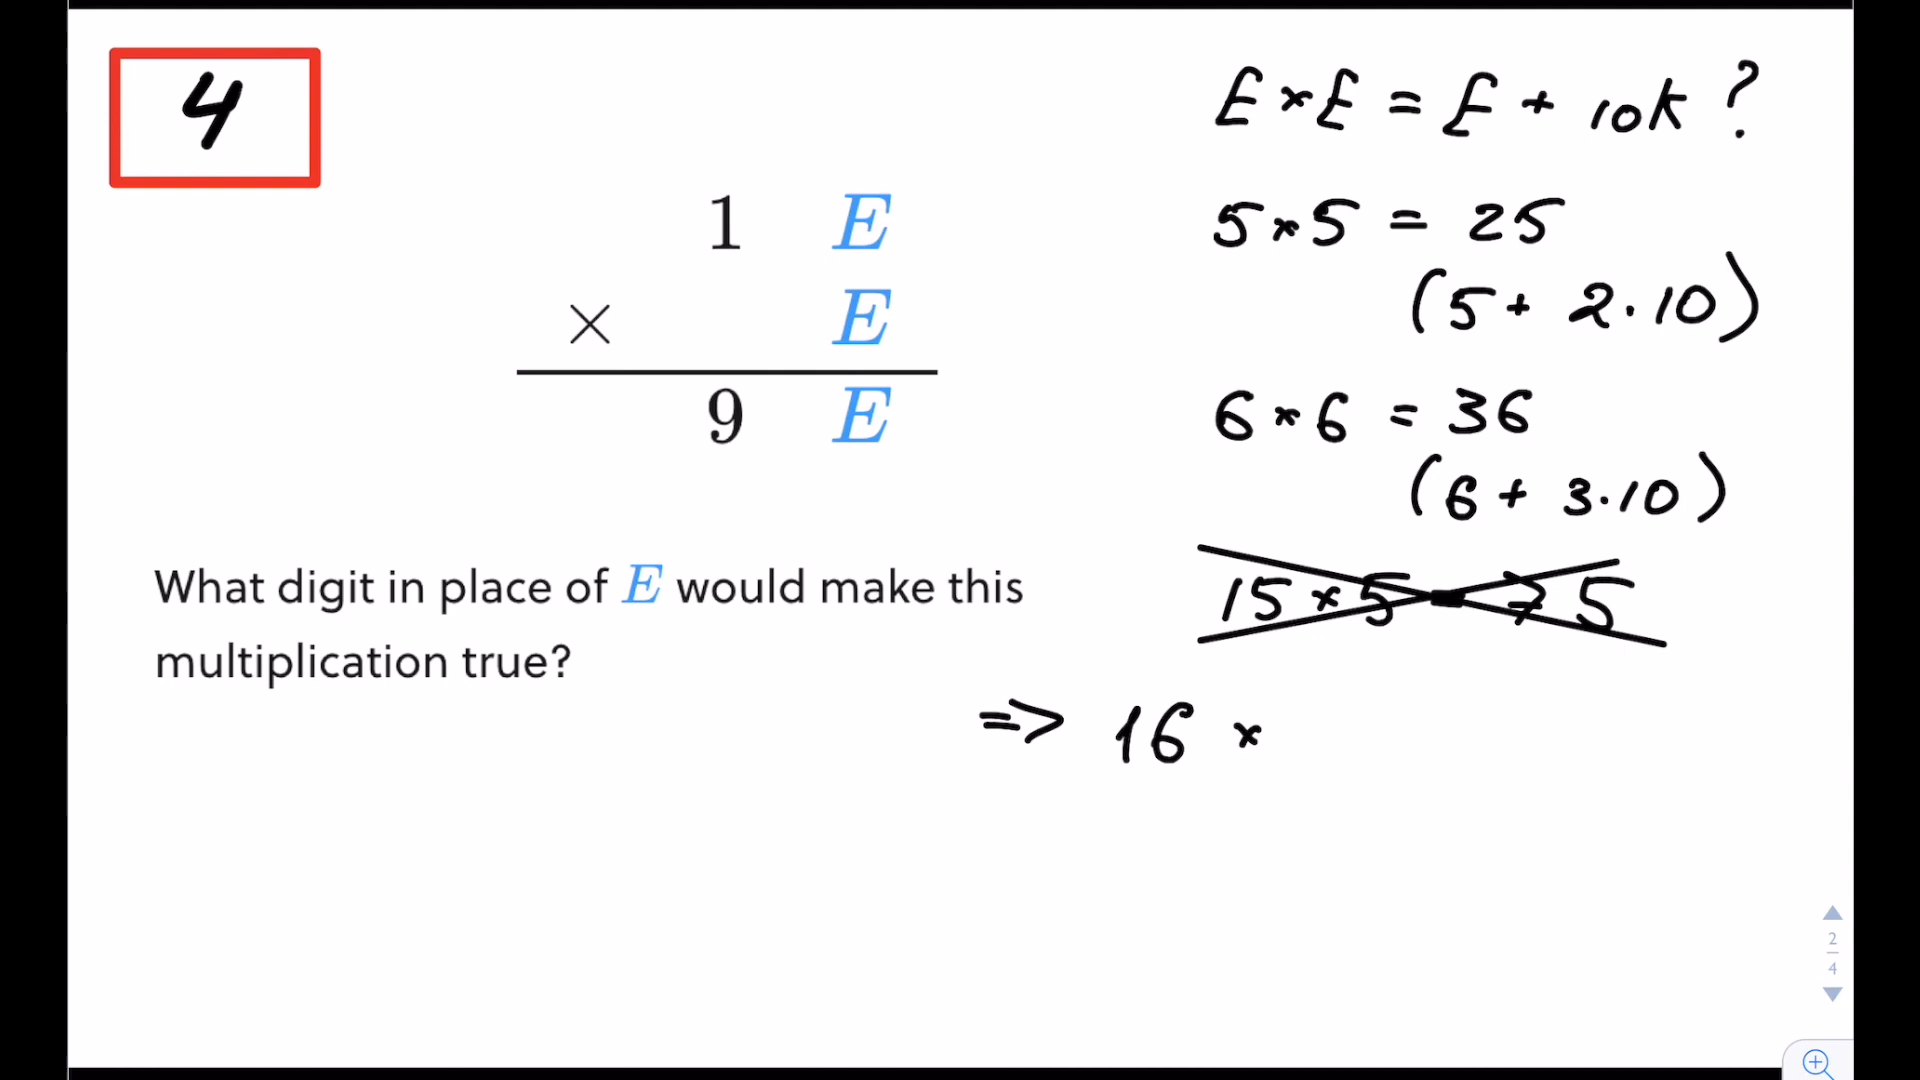 4
1 E
× E
9 E
What digit in place of E would make this
multiplication true?
E × E = E + 10k ?
5 × 5 = 25
(5 + 2·10)
6 × 6 = 36
(6 + 3·10)
15 × 5 = 75
=> 16 ×
2
4